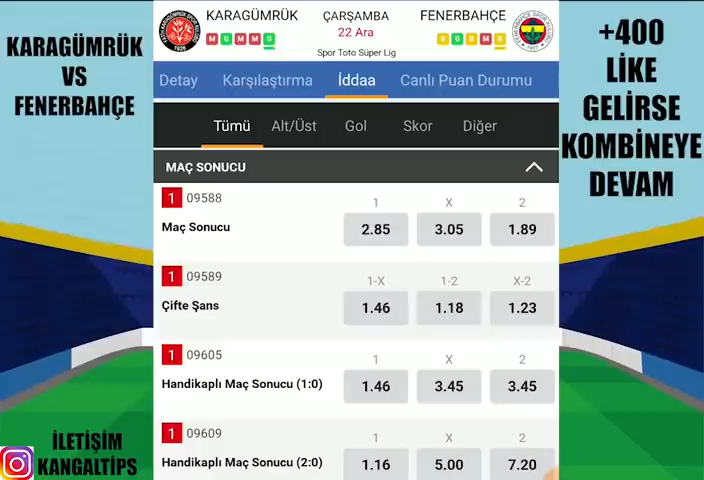 KARAGÜMRÜK
VS
FENERBAHÇE
KARAGÜMRÜK
M G M M G
ÇARŞAMBA
22 Ara
Spor Toto Süper Lig
FENERBAHÇE
B G B M B
Detay Karşılaştırma İddaa Canlı Puan Durumu
Tümü Alt/Üst Gol Skor Diğer
MAÇ SONUCU
1 09588
Maç Sonucu
1 X 2
2.85 3.05 1.89
1 09589
Çifte Şans
1-X 1-2 X-2
1.46 1.18 1.23
1 09605
Handikaplı Maç Sonucu (1:0)
1 X 2
1.46 3.45 3.45
1 09609
Handikaplı Maç Sonucu (2:0)
1 X 2
1.16 5.00 7.20
+400
LİKE
GELİRSE
KOMBİNEYE
DEVAM
İLETİŞİM
KANGALTİPS